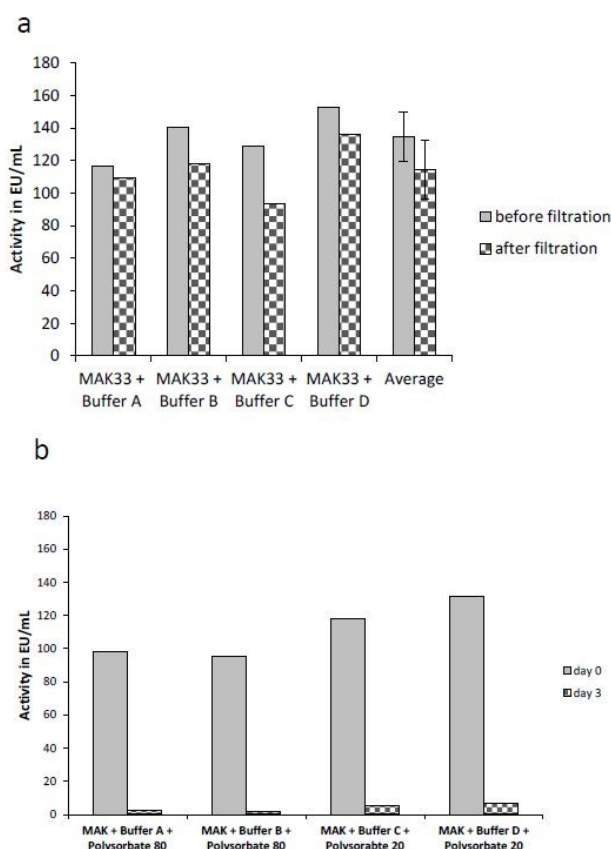 a
180
160
140
120
100
80
60
40
20
0
Activity in EU/mL
MAK33 + MAK33 + MAK33 + MAK33 + Average
Buffer A Buffer B Buffer C Buffer D
before filtration
after filtration
b
180
160
140
120
100
80
60
40
20
0
Activity in EU/mL
MAK + Buffer A + MAK + Buffer B + MAK + Buffer C + MAK + Buffer D +
Polysorbate 80 Polysorbate 80 Polysorabte 20 Polysorbate 20
day 0
day 3